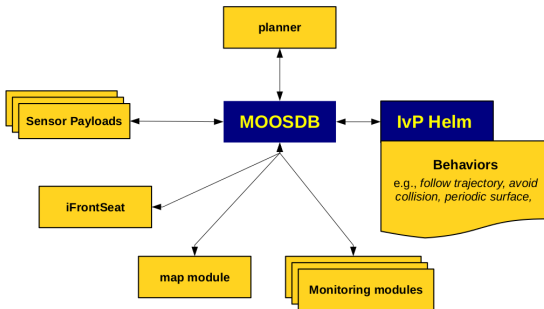 planner
Sensor Payloads
MOOSDB
IvP Helm
Behaviors
e.g., follow trajectory, avoid
collision, periodic surface,
iFrontSeat
map module
Monitoring modules